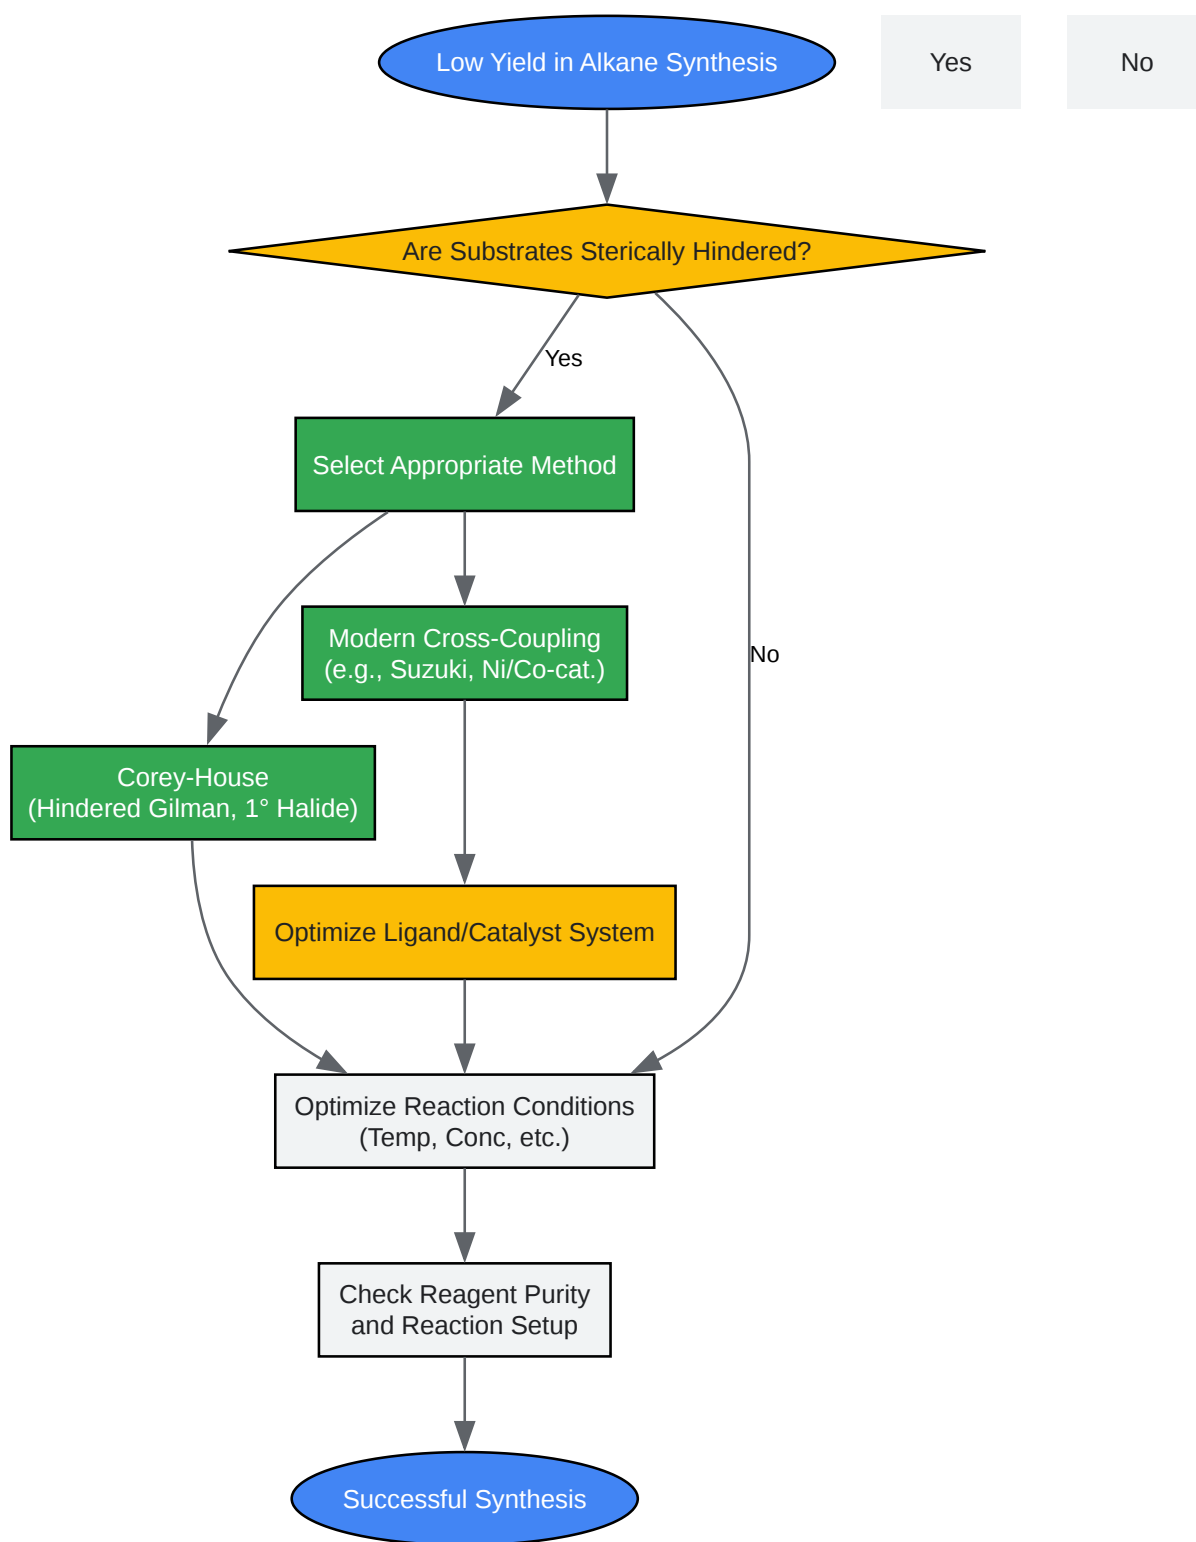 Low Yield in Alkane Synthesis
Yes
No
Are Substrates Sterically Hindered?
Yes
Select Appropriate Method
Modern Cross-Coupling
(e.g., Suzuki, Ni/Co-cat.)
No
Corey-House
(Hindered Gilman, 1° Halide)
Optimize Ligand/Catalyst System
Optimize Reaction Conditions
(Temp, Conc, etc.)
Check Reagent Purity
and Reaction Setup
Successful Synthesis